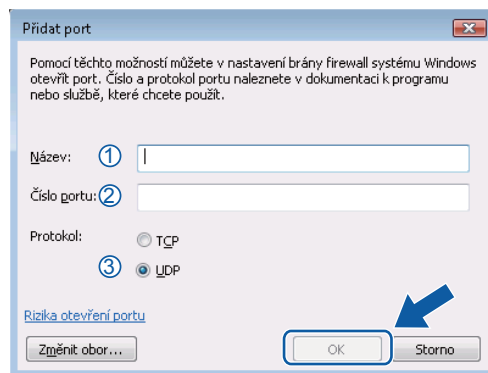 Přidat port
Pomocí těchto možností můžete v nastavení brány firewall systému Windows
otevřít port. Číslo a protokol portu naleznete v dokumentaci k programu
nebo službě, které chcete použít.
Název: ①
Číslo portu: ②
Protokol: TCP
③ UDP
Rizika otevření portu
Změnit obor... OK Storno